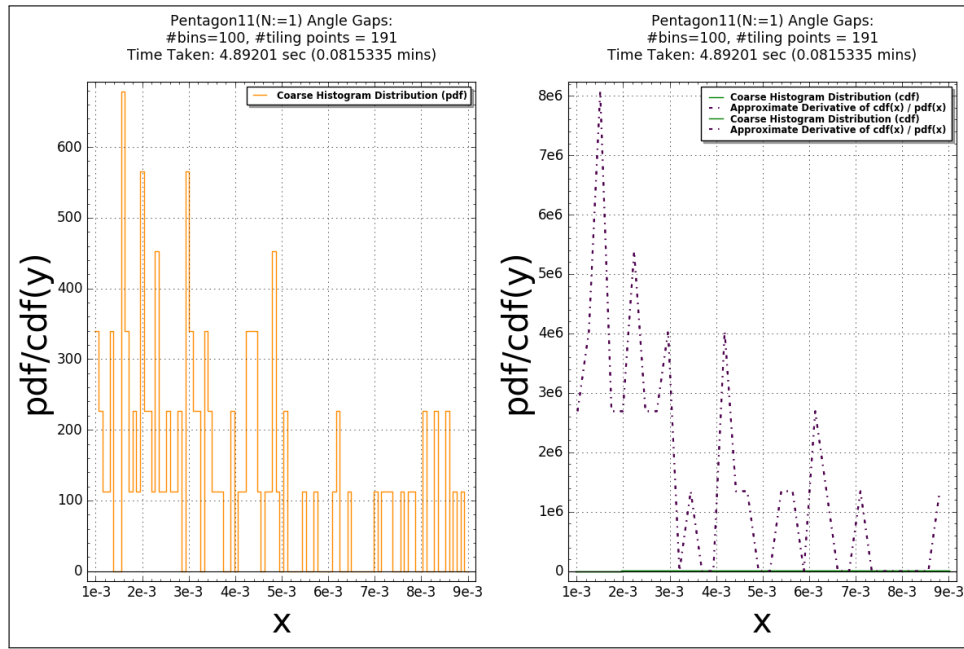 Pentagon11(N:=1) Angle Gaps:
#bins=100, #tiling points = 191
Time Taken: 4.89201 sec (0.0815335 mins)
Coarse Histogram Distribution (pdf)
600
500
400
300
200
100
0
pdf/cdf(y)
1e-3 2e-3 3e-3 4e-3 5e-3 6e-3 7e-3 8e-3 9e-3
x
Pentagon11(N:=1) Angle Gaps:
#bins=100, #tiling points = 191
Time Taken: 4.89201 sec (0.0815335 mins)
Coarse Histogram Distribution (cdf)
Approximate Derivative of cdf(x) / pdf(x)
Coarse Histogram Distribution (cdf)
Approximate Derivative of cdf(x) / pdf(x)
8e6
7e6
6e6
5e6
4e6
3e6
2e6
1e6
0
pdf/cdf(y)
1e-3 2e-3 3e-3 4e-3 5e-3 6e-3 7e-3 8e-3 9e-3
x